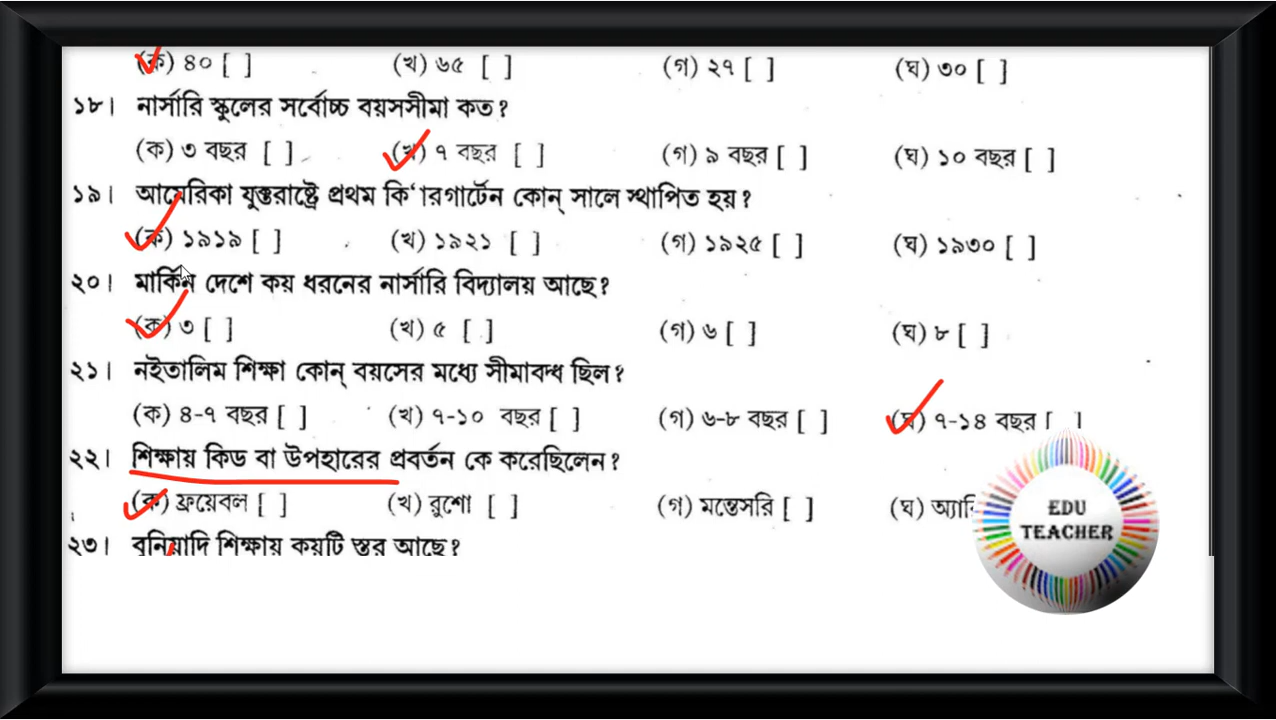 (ক) ৪০ [ ] (খ) ৬৫ [ ] (গ) ২৭ [ ] (ঘ) ৩০ [ ]
১৮। নার্সারি স্কুলের সর্বোচ্চ বয়সসীমা কত?
(ক) ৩ বছর [ ] (খ) ৭ বছর [ ] (গ) ৯ বছর [ ] (ঘ) ১০ বছর [ ]
১৯। আমেরিকা যুক্তরাষ্ট্রে প্রথম কি‘ারগার্টেন কোন্ সালে স্থাপিত হয়?
(ক) ১৯১৯ [ ] (খ) ১৯২১ [ ] (গ) ১৯২৫ [ ] (ঘ) ১৯৩০ [ ]
২০। মার্কিন দেশে কয় ধরনের নার্সারি বিদ্যালয় আছে?
(ক) ৩ [ ] (খ) ৫ [ ] (গ) ৬ [ ] (ঘ) ৮ [ ]
২১। নইতালিম শিক্ষা কোন্ বয়সের মধ্যে সীমাবদ্ধ ছিল?
(ক) ৪-৭ বছর [ ] (খ) ৭-১০ বছর [ ] (গ) ৬-৮ বছর [ ] (ঘ) ৭-১৪ বছর [ ]
২২। শিক্ষায় কিড বা উপহারের প্রবর্তন কে করেছিলেন?
(ক) ফ্রয়েবল [ ] (খ) রুশো [ ] (গ) মন্তেসরি [ ] (ঘ)
২৩। বনিয়াদি শিক্ষায় কয়টি স্তর আছে?
EDU
TEACHER